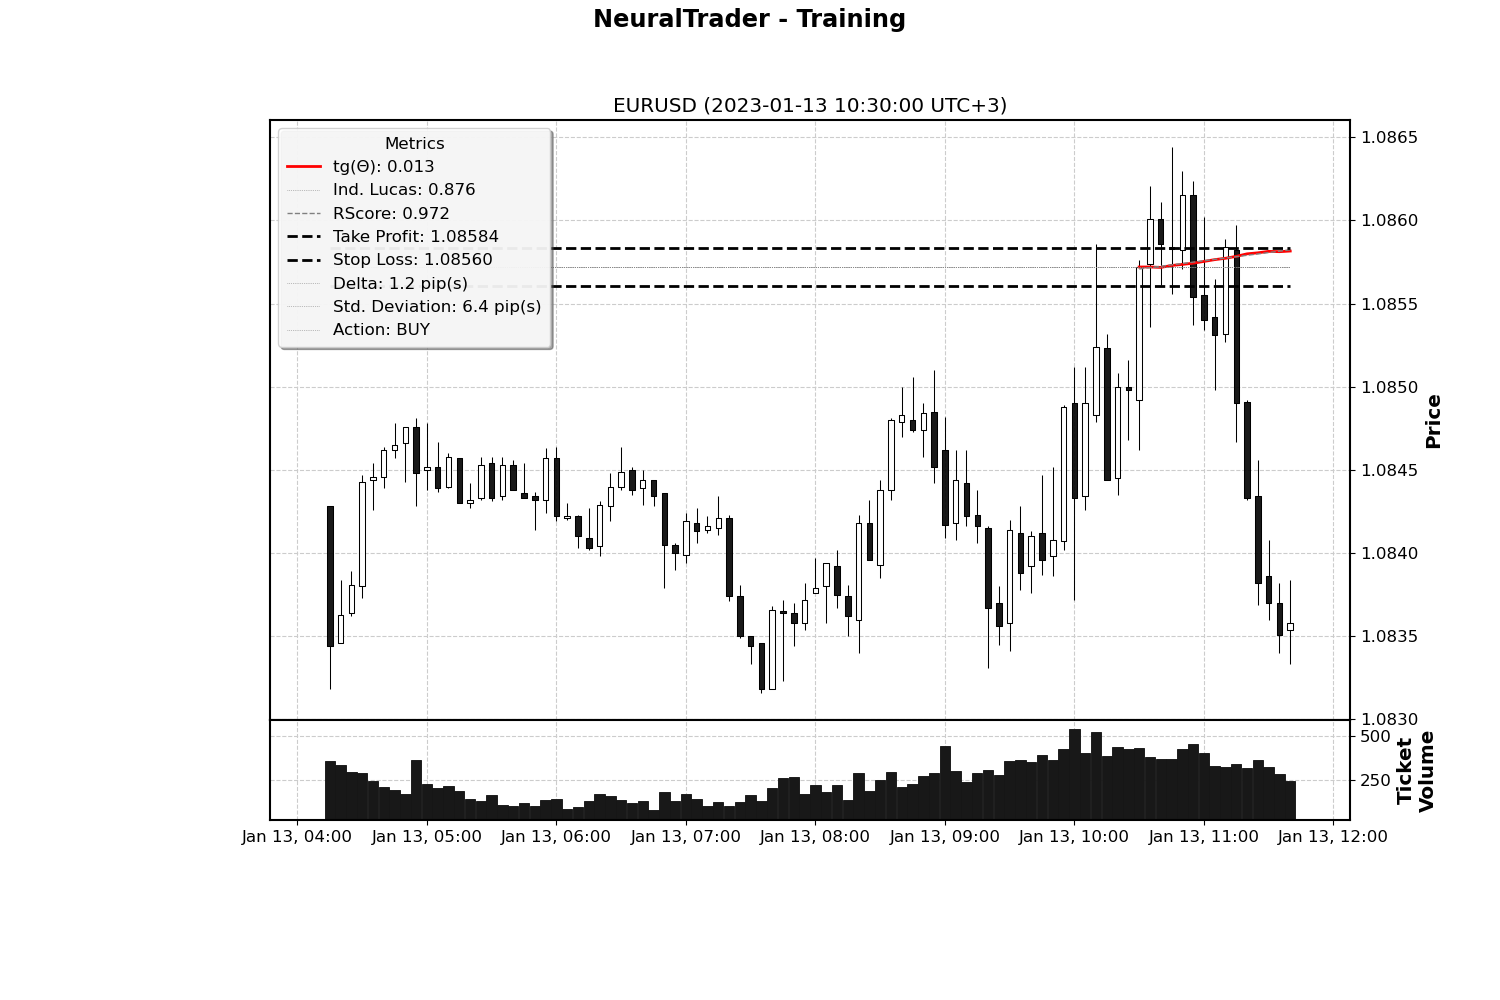 NeuralTrader - Training
EURUSD (2023-01-13 10:30:00 UTC+3)
Metrics
tg(Θ): 0.013
Ind. Lucas: 0.876
RScore: 0.972
Take Profit: 1.08584
Stop Loss: 1.08560
Delta: 1.2 pip(s)
Std. Deviation: 6.4 pip(s)
Action: BUY
1.0865
1.0860
1.0855
1.0850
1.0845
1.0840
1.0835
1.0830
Price
500
250
Ticket
Volume
Jan 13, 04:00
Jan 13, 05:00
Jan 13, 06:00
Jan 13, 07:00
Jan 13, 08:00
Jan 13, 09:00
Jan 13, 10:00
Jan 13, 11:00
Jan 13, 12:00